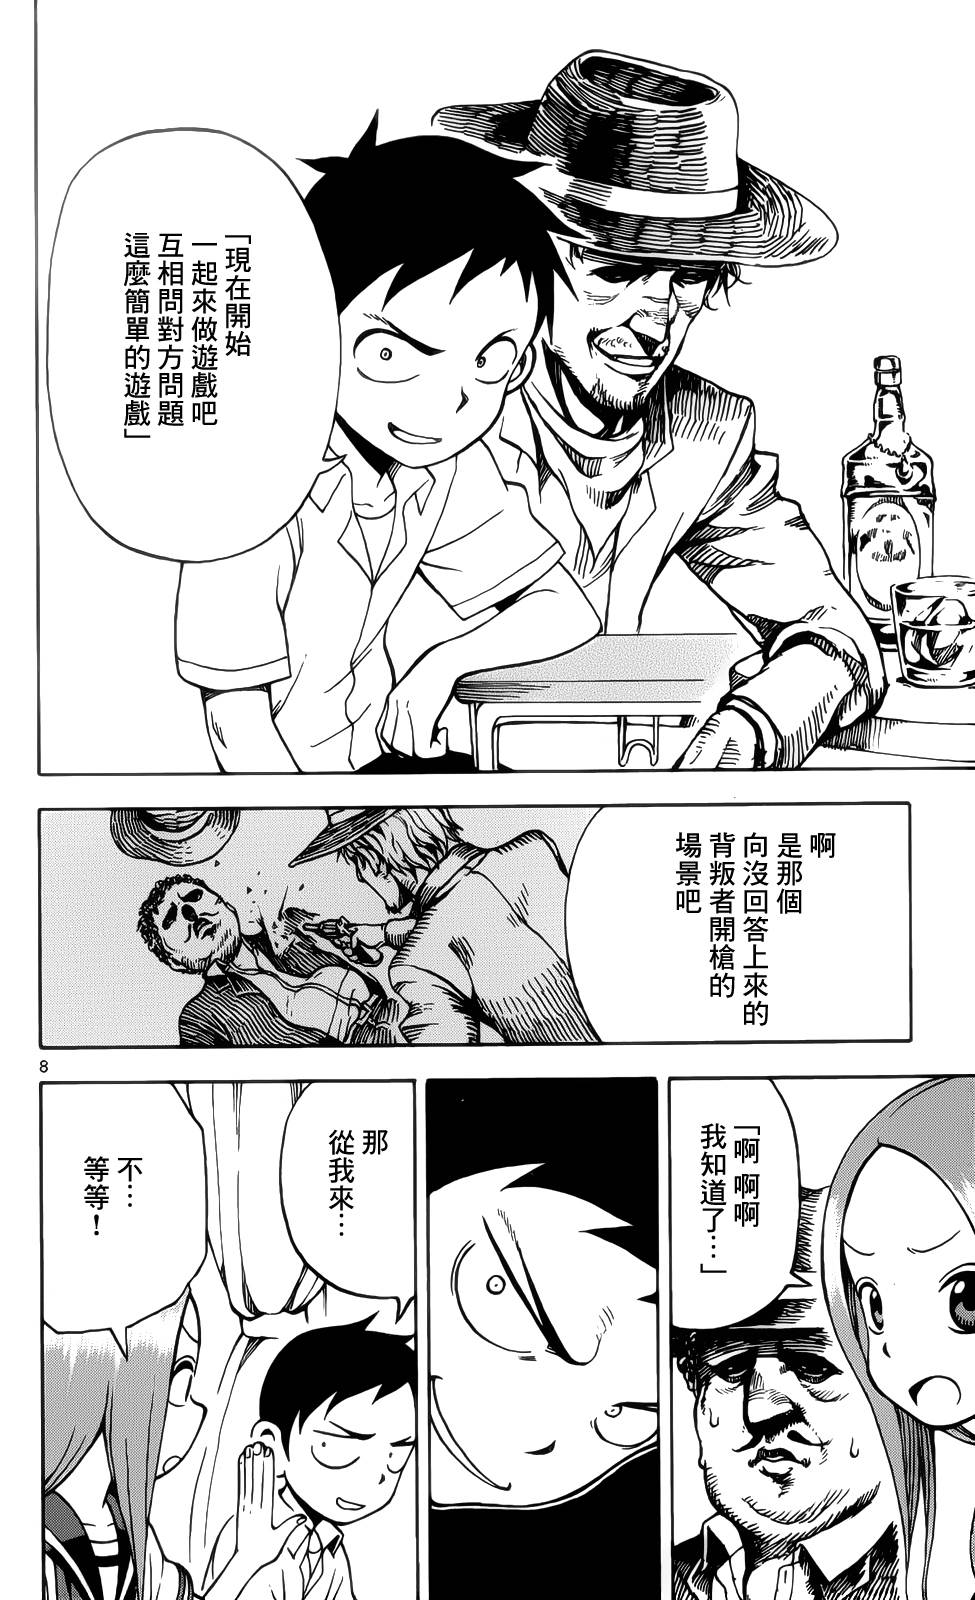 「現在開始
一起來做遊戲吧
互相問對方問題
這麼簡單的遊戲」
啊
是那個
向沒回答上來的
背叛者開槍的
場景吧
8
「啊 啊啊
我知道了…」
那
從我來…
不…
等等！